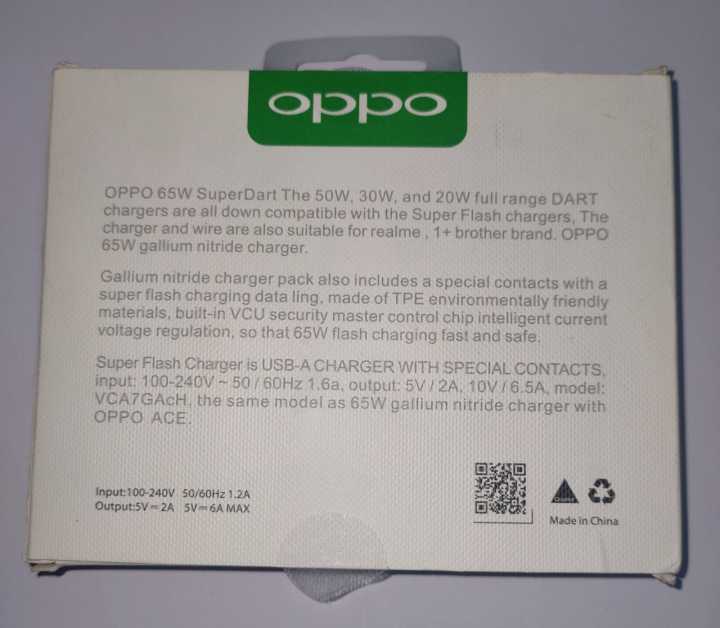 oppo
OPPO 65W SuperDart The 50W, 30W, and 20W full range DART
chargers are all down compatible with the Super Flash chargers, The
charger and wire are also suitable for realme , 1+ brother brand. OPPO
65W gallium nitride charger.
Gallium nitride charger pack also includes a special contacts with a
super flash charging data ling, made of TPE environmentally friendly
materials, built-in VCU security master control chip intelligent current
voltage regulation, so that 65W flash charging fast and safe.
Super Flash Charger is USB-A CHARGER WITH SPECIAL CONTACTS,
input: 100-240V ~ 50 / 60Hz 1.6a, output: 5V / 2A, 10V / 6.5A, model:
VCA7GAcH, the same model as 65W gallium nitride charger with
OPPO ACE.
Input:100-240V 50/60Hz 1.2A
Output:5V⎓2A 5V⎓6A MAX
Made in China